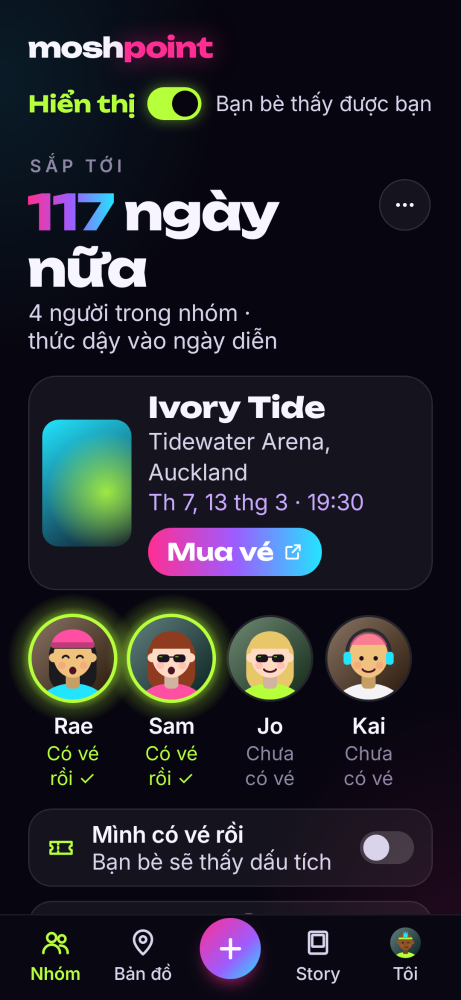 moshpoint
Hiển thị
Bạn bè thấy được bạn
SẮP TỚI
117 ngày
nữa
4 người trong nhóm ·
thức dậy vào ngày diễn
Ivory Tide
Tidewater Arena,
Auckland
Th 7, 13 thg 3 · 19:30
Mua vé
Rae
Sam
Jo
Kai
Có vé
rồi ✓
Có vé
rồi ✓
Chưa
có vé
Chưa
có vé
Mình có vé rồi
Bạn bè sẽ thấy dấu tích
Nhóm
Bản đồ
Story
Tôi